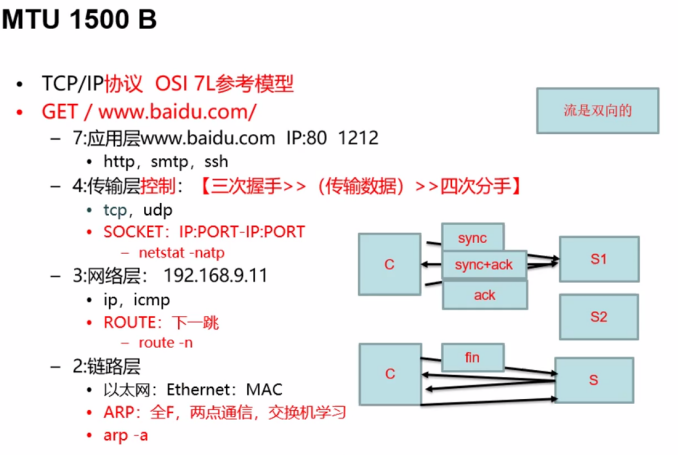 MTU 1500 B
• TCP/IP协议 OSI 7L参考模型
• GET / www.baidu.com/
– 7:应用层www.baidu.com IP:80 1212
• http，smtp，ssh
– 4:传输层控制：【三次握手>>（传输数据）>>四次分手】
• tcp，udp
• SOCKET：IP:PORT-IP:PORT
– netstat -natp
– 3:网络层： 192.168.9.11
• ip，icmp
• ROUTE：下一跳
– route -n
– 2:链路层
• 以太网：Ethernet：MAC
• ARP：全F，两点通信，交换机学习
• arp -a
流是双向的
C
sync
sync+ack
ack
S1
S2
C
fin
S